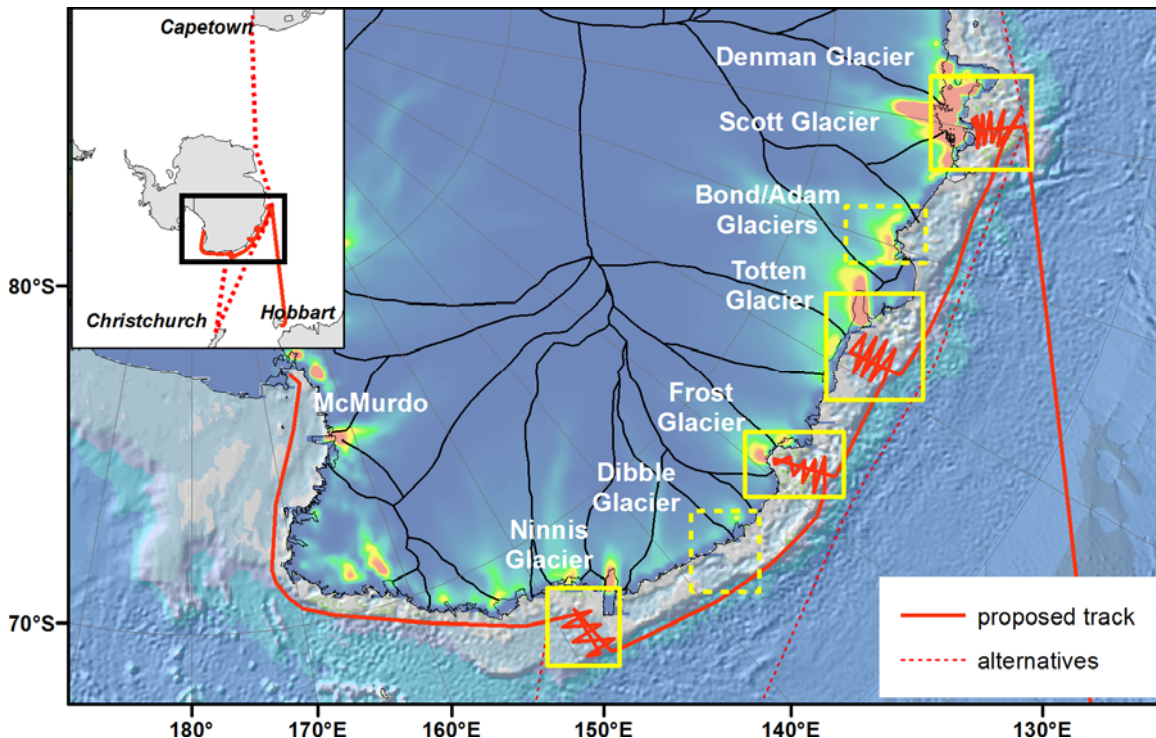 Capetown
Christchurch
Hobbart
Denman Glacier
Scott Glacier
Bond/Adam
Glaciers
Totten
Glacier
Frost
Glacier
Dibble
Glacier
Ninnis
Glacier
McMurdo
80°S
70°S
proposed track
alternatives
180°
170°E
160°E
150°E
140°E
130°E